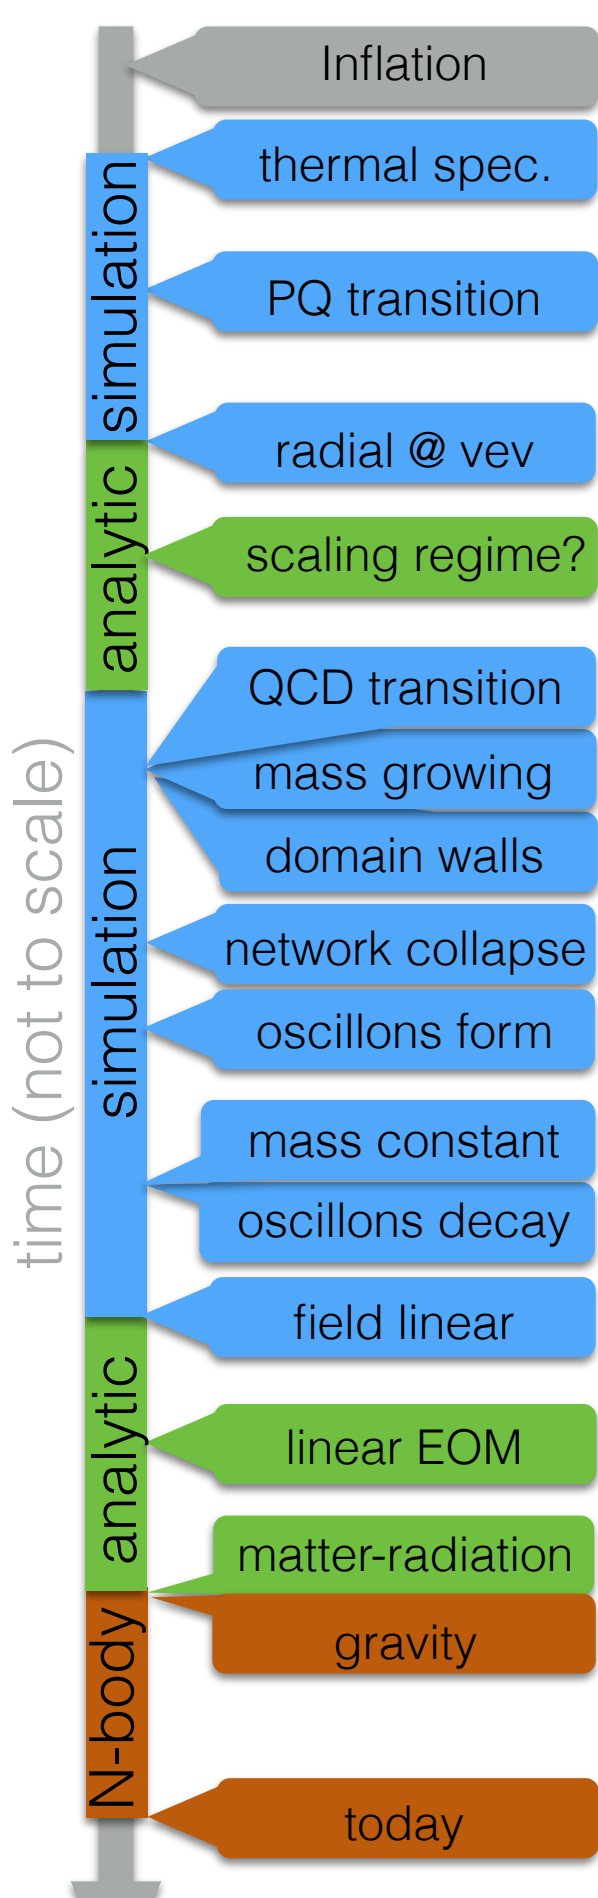 Inflation
thermal spec.
simulation
PQ transition
radial @ vev
analytic
scaling regime?
QCD transition
mass growing
domain walls
time (not to scale)
simulation
network collapse
oscillons form
mass constant
oscillons decay
field linear
analytic
linear EOM
matter-radiation
N-body
gravity
today